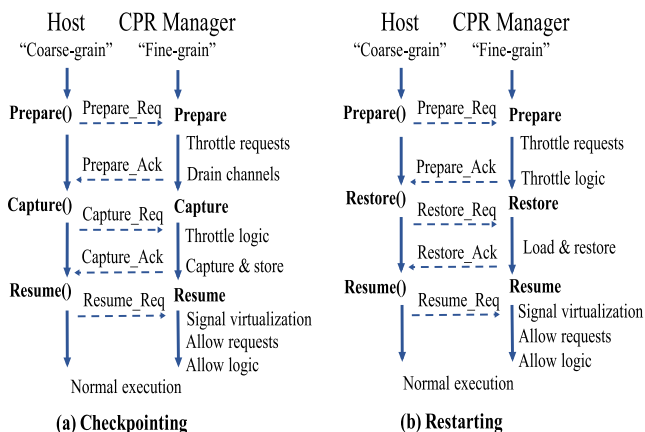 Host CPR Manager
“Coarse-grain” “Fine-grain”
Prepare() Prepare_Req Prepare
Throttle requests
Prepare_Ack
Drain channels
Capture() Capture
Capture_Req
Throttle logic
Capture_Ack
Capture & store
Resume() Resume_Req Resume
Signal virtualization
Allow requests
Allow logic
Normal execution
(a) Checkpointing
Host CPR Manager
“Coarse-grain” “Fine-grain”
Prepare() Prepare_Req Prepare
Throttle requests
Prepare_Ack
Throttle logic
Restore() Restore_Req Restore
Restore_Ack
Load & restore
Resume() Resume_Req Resume
Signal virtualization
Allow requests
Allow logic
Normal execution
(b) Restarting